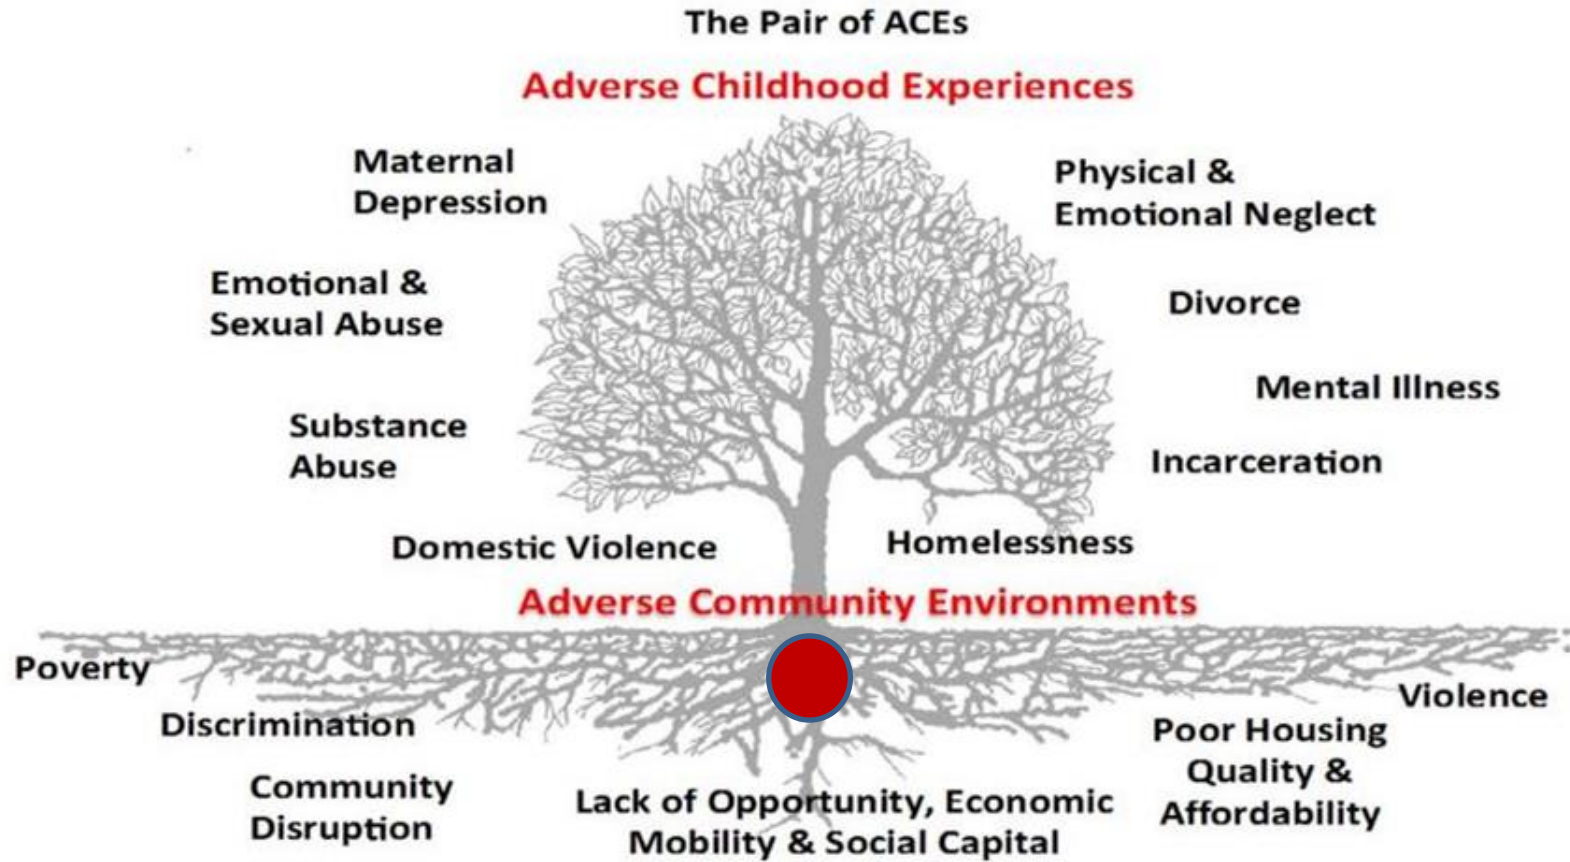 The Pair of ACEs
Adverse Childhood Experiences
Maternal
Depression
Physical &
Emotional Neglect
Emotional &
Sexual Abuse
Divorce
Mental Illness
Substance
Abuse
Incarceration
Domestic Violence
Homelessness
Adverse Community Environments
Poverty
Violence
Discrimination
Poor Housing
Quality &
Affordability
Community
Disruption
Lack of Opportunity, Economic
Mobility & Social Capital